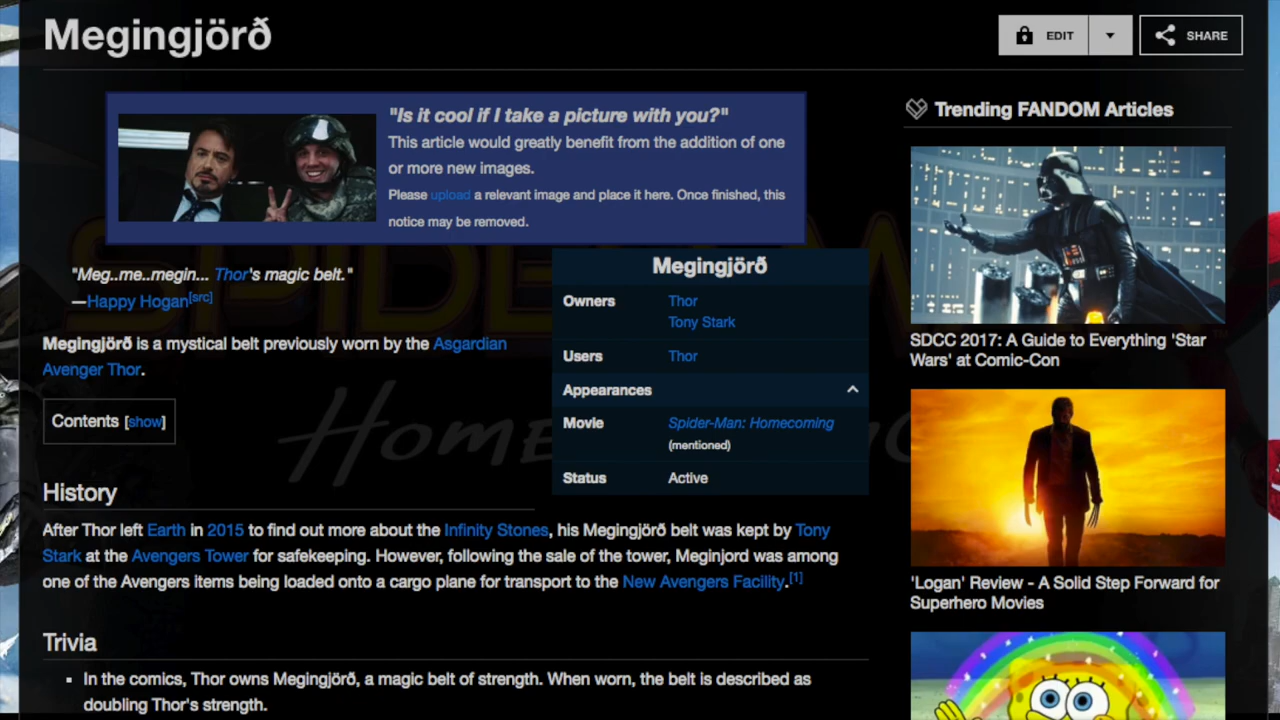 Megingjörð
EDIT
SHARE
"Is it cool if I take a picture with you?"
This article would greatly benefit from the addition of one
or more new images.
Please upload a relevant image and place it here. Once finished, this
notice may be removed.
"Meg..me..megin... Thor's magic belt."
—Happy Hogan[src]
Megingjörð is a mystical belt previously worn by the Asgardian
Avenger Thor.
Contents [show]
Megingjörð
Owners Thor
Tony Stark
Users Thor
Appearances
Movie Spider-Man: Homecoming
(mentioned)
Status Active
History
After Thor left Earth in 2015 to find out more about the Infinity Stones, his Megingjörð belt was kept by Tony
Stark at the Avengers Tower for safekeeping. However, following the sale of the tower, Meginjord was among
one of the Avengers items being loaded onto a cargo plane for transport to the New Avengers Facility.[1]
Trivia
▪ In the comics, Thor owns Megingjörð, a magic belt of strength. When worn, the belt is described as
doubling Thor's strength.
Trending FANDOM Articles
SDCC 2017: A Guide to Everything 'Star
Wars' at Comic-Con
'Logan' Review - A Solid Step Forward for
Superhero Movies